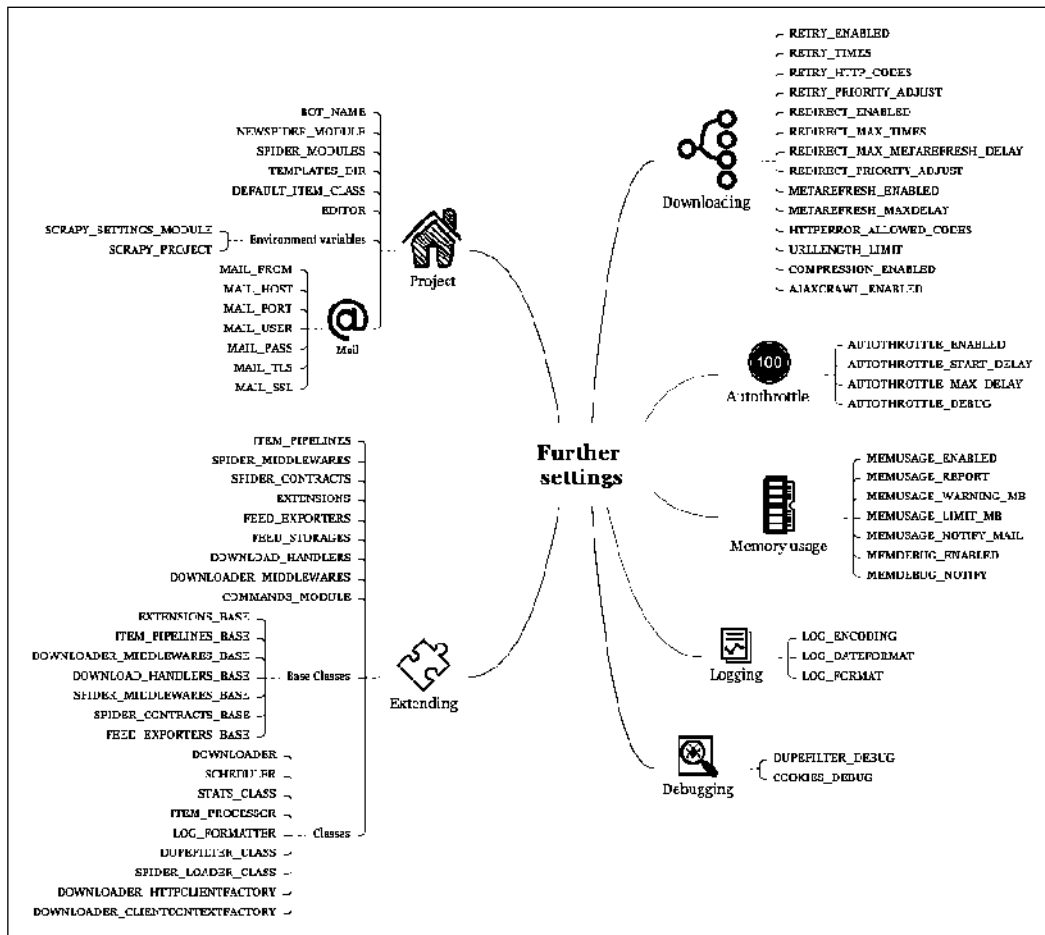 RETRY_ENABLED
RETRY_TIMES
RETRY_HTTP_CODES
RETRY_PRIORITY_ADJUST
REDIRECT_ENABLED
REDIRECT_MAX_TIMES
REDIRECT_MAX_METAREFRESH_DELAY
REDIRECT_PRIORITY_ADJUST
METAREFRESH_ENABLED
METAREFRESH_MAXDELAY
HTTPERROR_ALLOWED_CODES
URLLENGTH_LIMIT
COMPRESSION_ENABLED
AJAXCRAWL_ENABLED
Downloading
BOT_NAME
NEWSPIDER_MODULE
SPIDER_MODULES
TEMPLATES_DIR
DEFAULT_ITEM_CLASS
EDITOR
SCRAPY_SETTINGS_MODULE
SCRAPY_PROJECT
Environment variables
Project
MAIL_FROM
MAIL_HOST
MAIL_PORT
MAIL_USER
MAIL_PASS
MAIL_TLS
MAIL_SSL
@
Mail
100
Autothrottle
AUTOTHROTTLE_ENABLED
AUTOTHROTTLE_START_DELAY
AUTOTHROTTLE_MAX_DELAY
AUTOTHROTTLE_DEBUG
Further
settings
MEMUSAGE_ENABLED
MEMUSAGE_REPORT
MEMUSAGE_WARNING_MB
MEMUSAGE_LIMIT_MB
MEMUSAGE_NOTIFY_MAIL
MEMDEBUG_ENABLED
MEMDEBUG_NOTIFY
Memory usage
ITEM_PIPELINES
SPIDER_MIDDLEWARES
SPIDER_CONTRACTS
EXTENSIONS
FEED_EXPORTERS
FEED_STORAGES
DOWNLOAD_HANDLERS
DOWNLOADER_MIDDLEWARES
COMMANDS_MODULE
EXTENSIONS_BASE
ITEM_PIPELINES_BASE
DOWNLOADER_MIDDLEWARES_BASE
DOWNLOAD_HANDLERS_BASE
SPIDER_MIDDLEWARES_BASE
SPIDER_CONTRACTS_BASE
FEED_EXPORTERS_BASE
Base Classes
Extending
DOWNLOADER
SCHEDULER
STATS_CLASS
ITEM_PROCESSOR
LOG_FORMATTER
DUPEFILTER_CLASS
SPIDER_LOADER_CLASS
DOWNLOADER_HTTPCLIENTFACTORY
DOWNLOADER_CLIENTCONTEXTFACTORY
Classes
LOG_ENCODING
LOG_DATEFORMAT
LOG_FORMAT
Logging
DUPEFILTER_DEBUG
COOKIES_DEBUG
Debugging